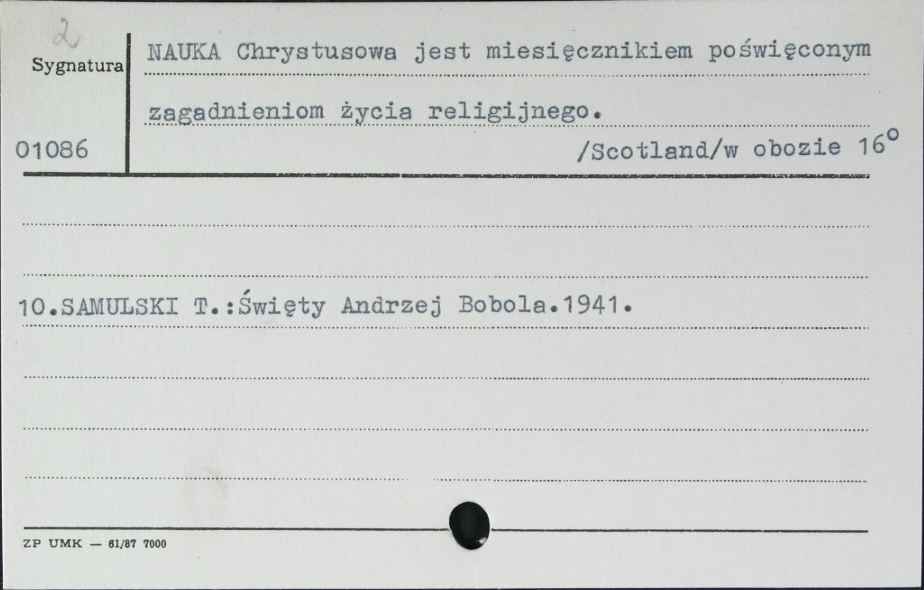 2
Sygnatura
NAUKA Chrystusowa jest miesięcznikiem poświęconym
zagadnieniom życia religijnego.
01086
/Scotland/w obozie 16°
10.SAMULSKI T.:Święty Andrzej Bobola.1941.
ZP UMK — 61/87 7000